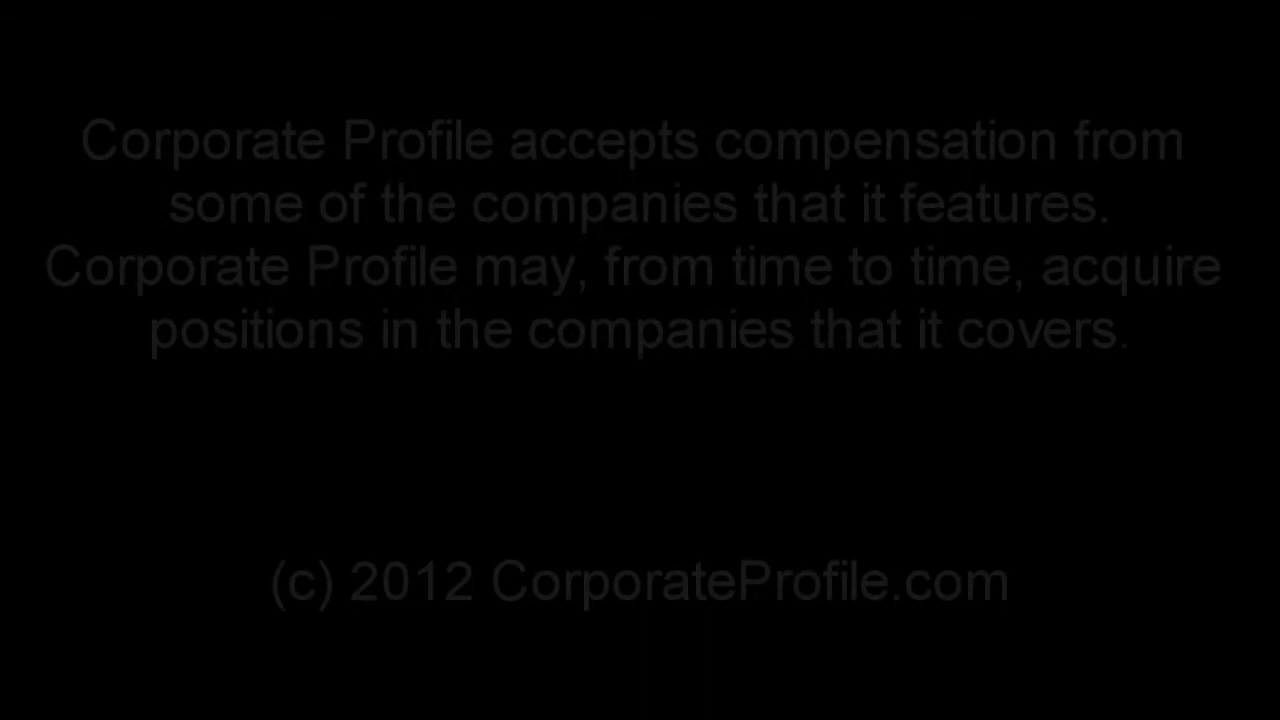 Corporate Profile accepts compensation from
some of the companies that it features.
Corporate Profile may, from time to time, acquire
positions in the companies that it covers.
(c) 2012 CorporateProfile.com